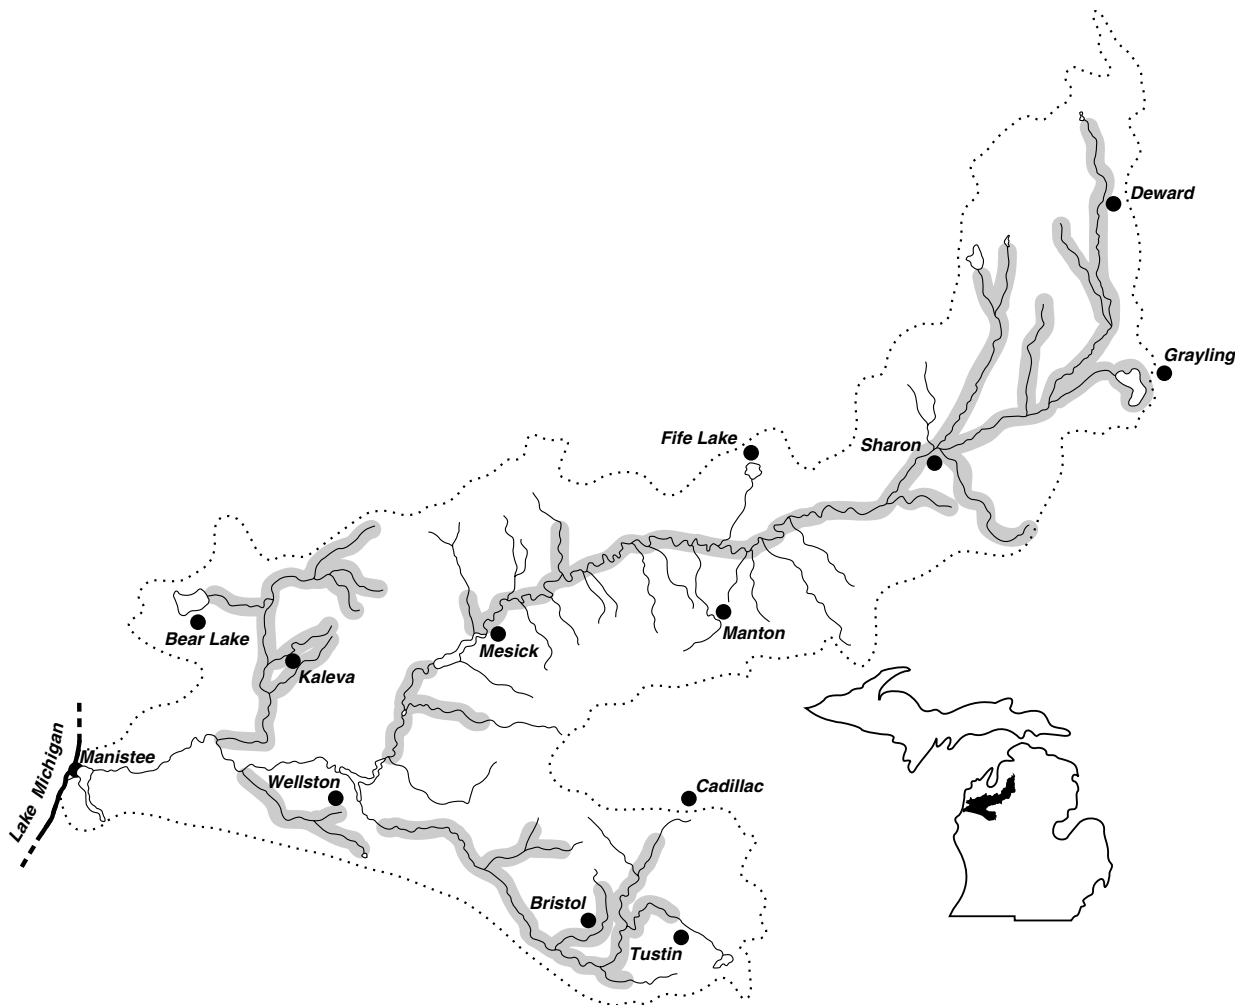 Deward
Grayling
Fife Lake
Sharon
Bear Lake
Manton
Mesick
Kaleva
Lake Michigan
Manistee
Wellston
Cadillac
Bristol
Tustin